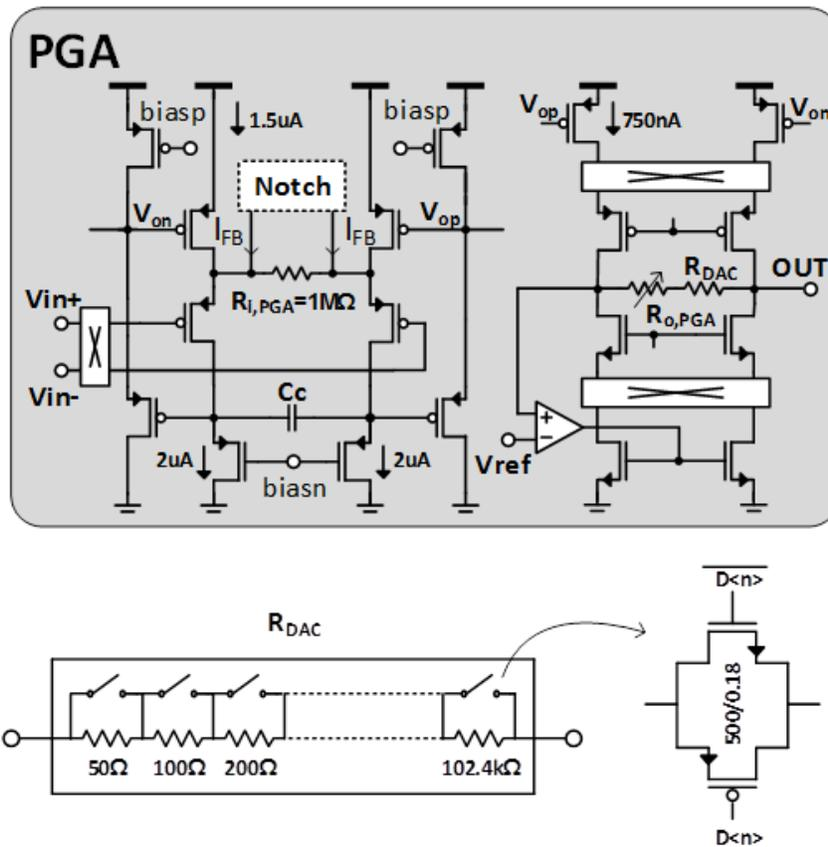 PGA
biasp
1.5uA
biasp
Vop
750nA
Von
Notch
Von
IFB
IFB
Vop
Ri,PGA=1MΩ
RDAC
OUT
Ro,PGA
Vin+
Vin-
Cc
+
−
Vref
2uA
2uA
biasn
RDAC
50Ω
100Ω
200Ω
102.4kΩ
D<n>
500/0.18
D<n>